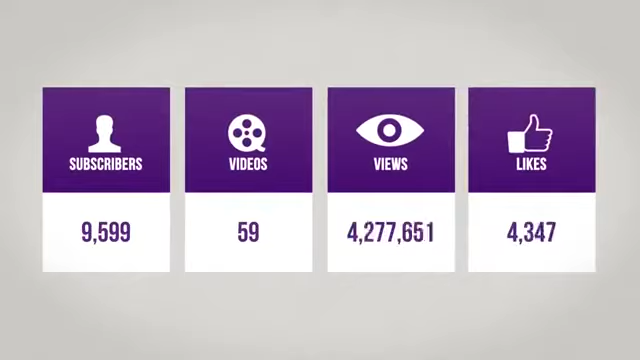 SUBSCRIBERS
9,599
VIDEOS
59
VIEWS
4,277,651
LIKES
4,347